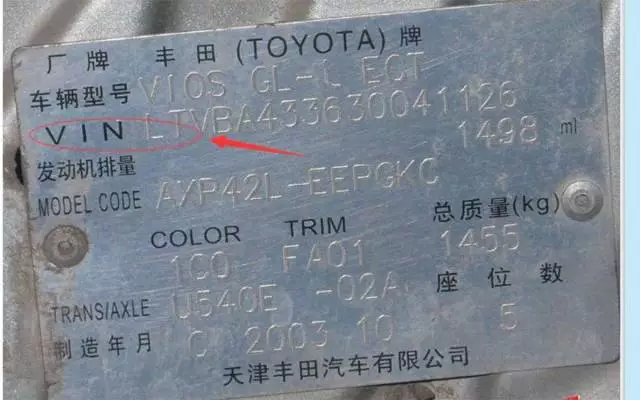 厂牌 丰田(TOYOTA)牌
车辆型号 VIOS GL-L ECT
VIN LTVBA433630041126
发动机排量 1498 ml
MODEL CODE AXP42L-EEPGKC
COLOR TRIM 总质量(kg)
1C0 FA01 1455
TRANS/AXLE U540E -02A 座位数
制造年月 C 2003 10 5
天津丰田汽车有限公司